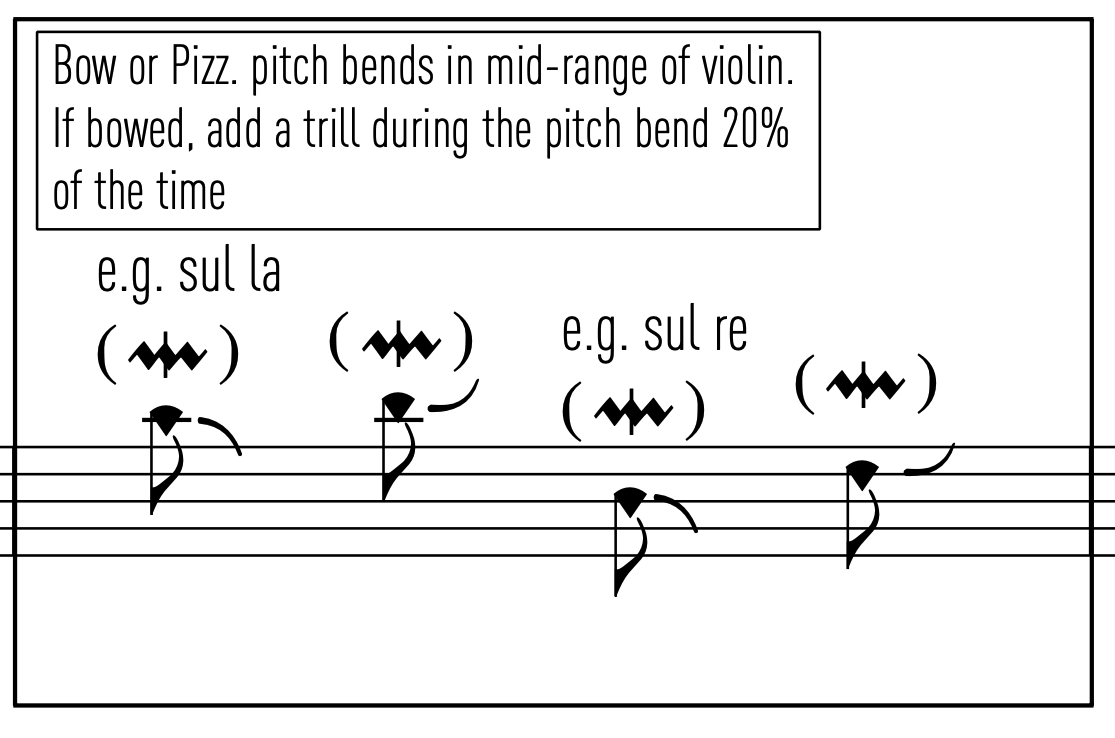 Bow or Pizz. pitch bends in mid-range of violin.
If bowed, add a trill during the pitch bend 20%
of the time
e.g. sul la
e.g. sul re